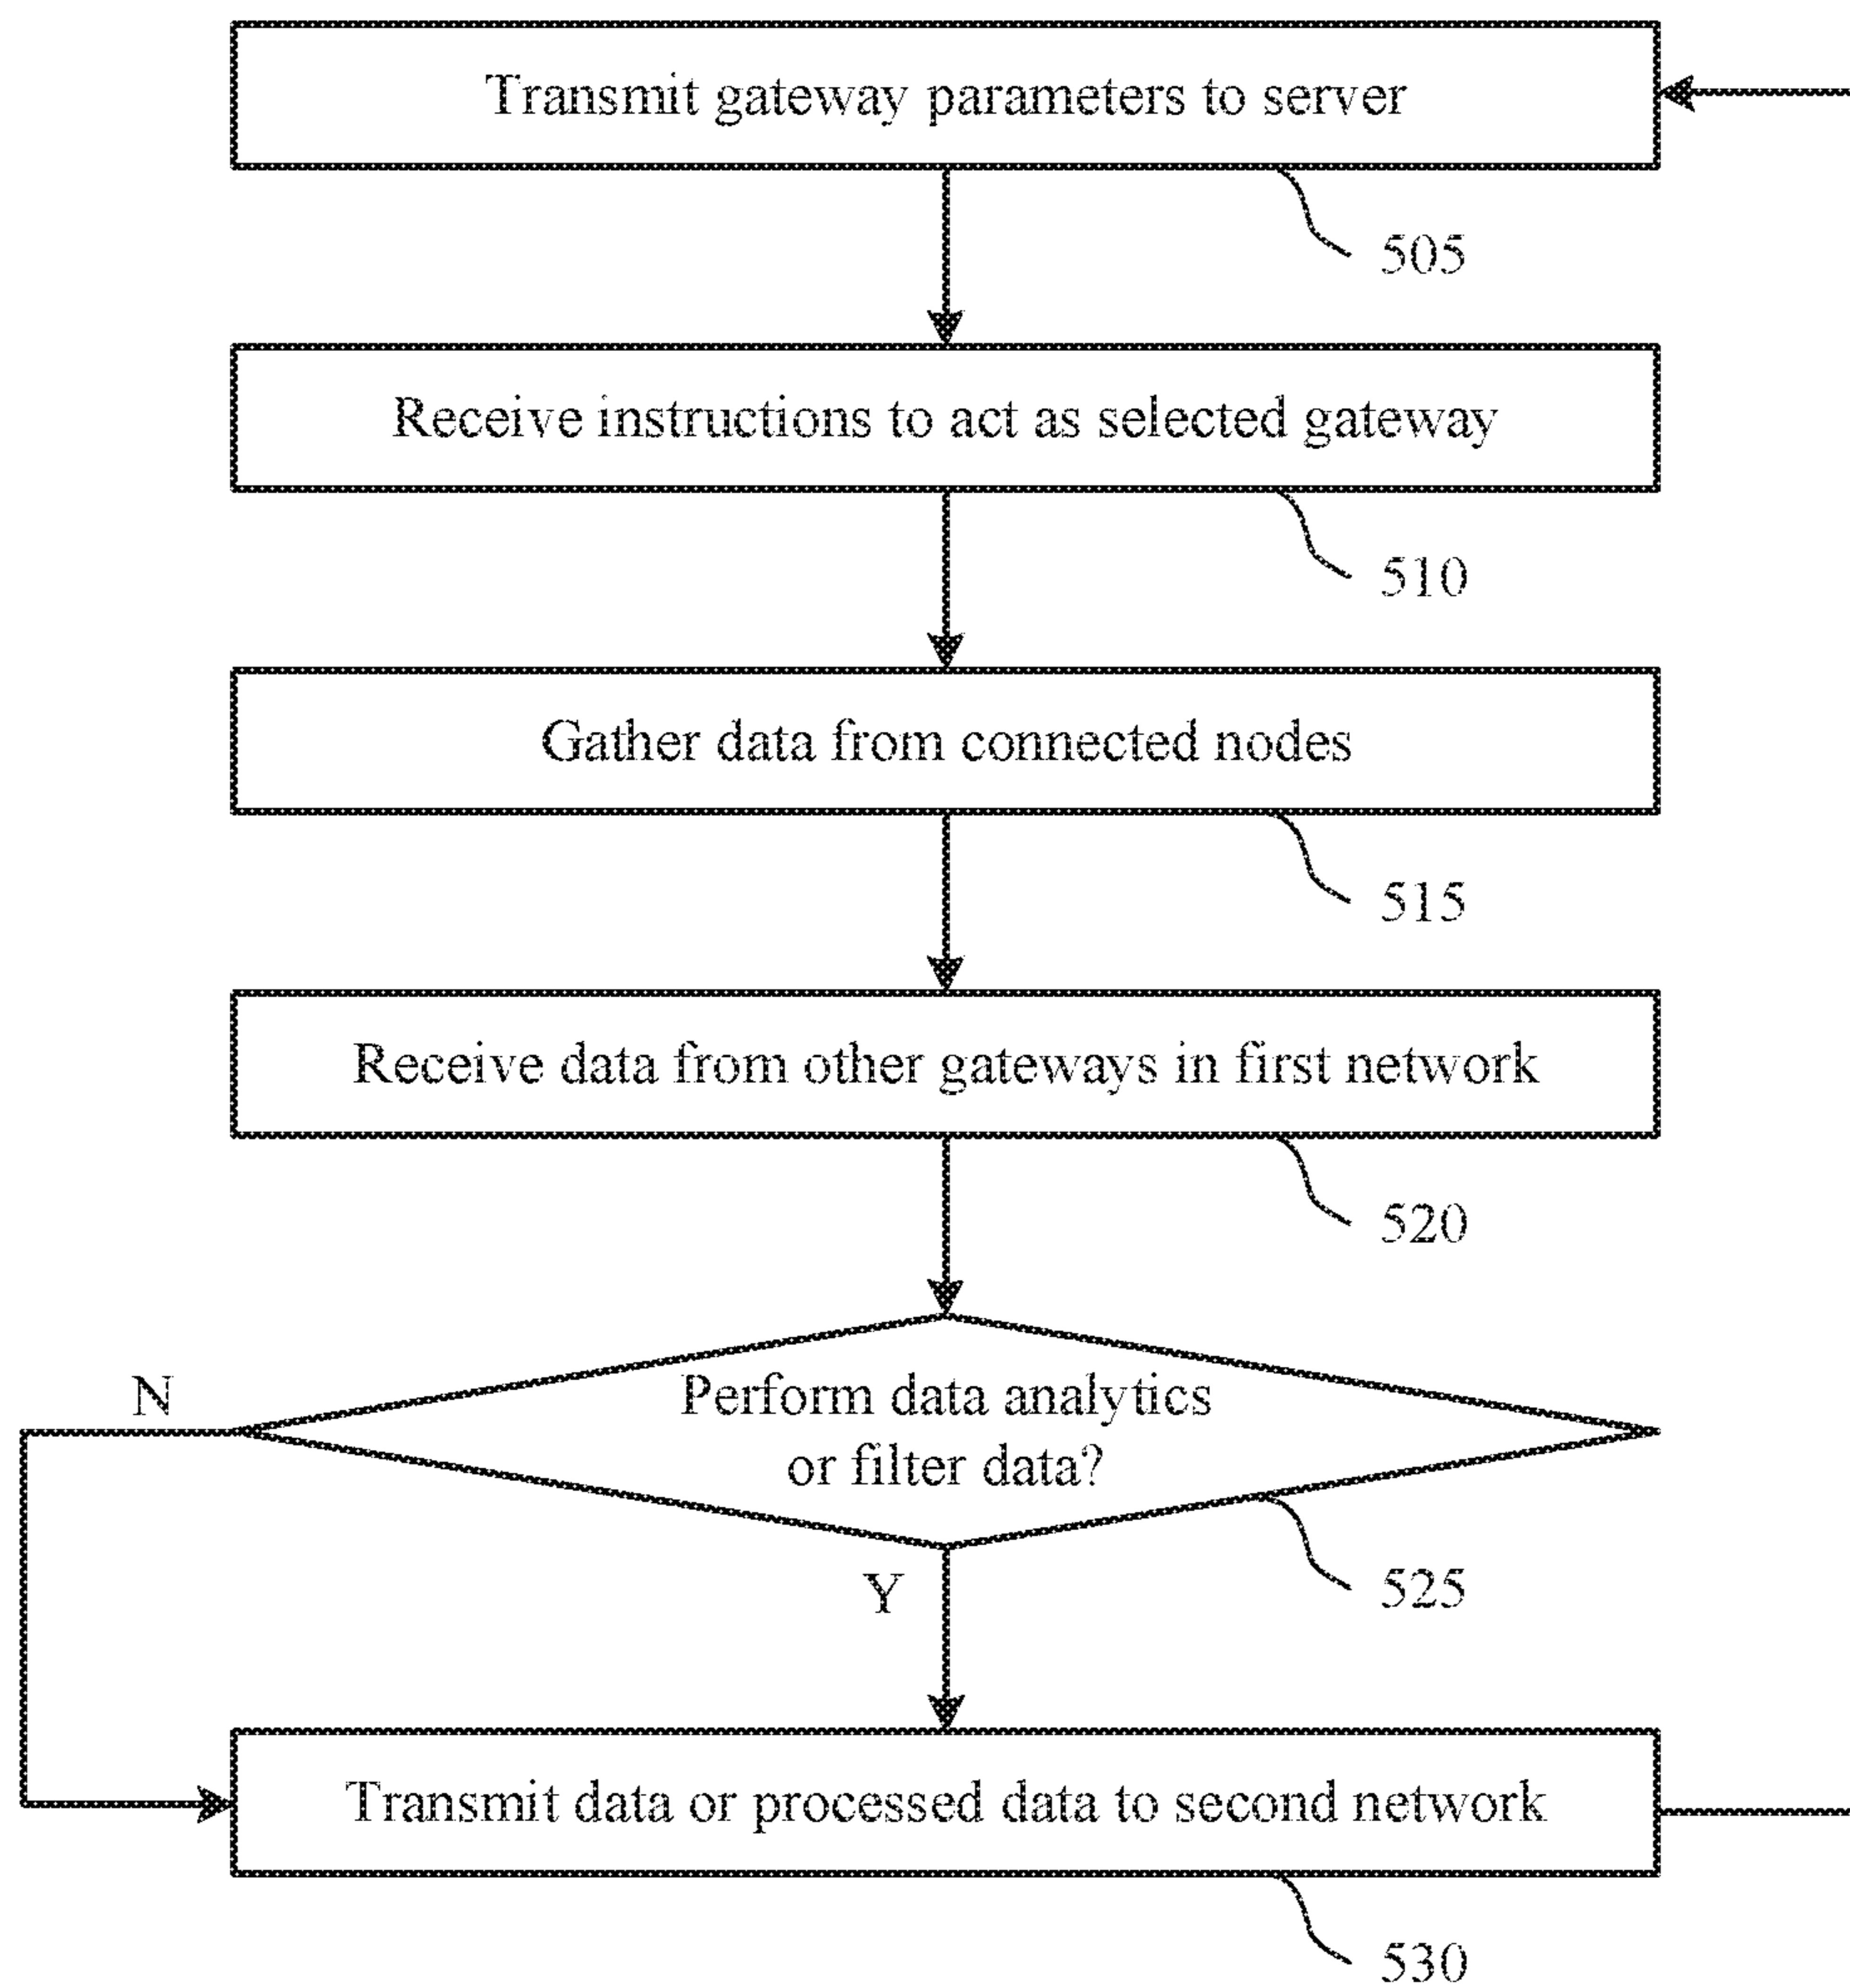 Transmit gateway parameters to server
505
Receive instructions to act as selected gateway
510
Gather data from connected nodes
515
Receive data from other gateways in first network
520
Perform data analytics
or filter data?
N
525
Y
Transmit data or processed data to second network
530